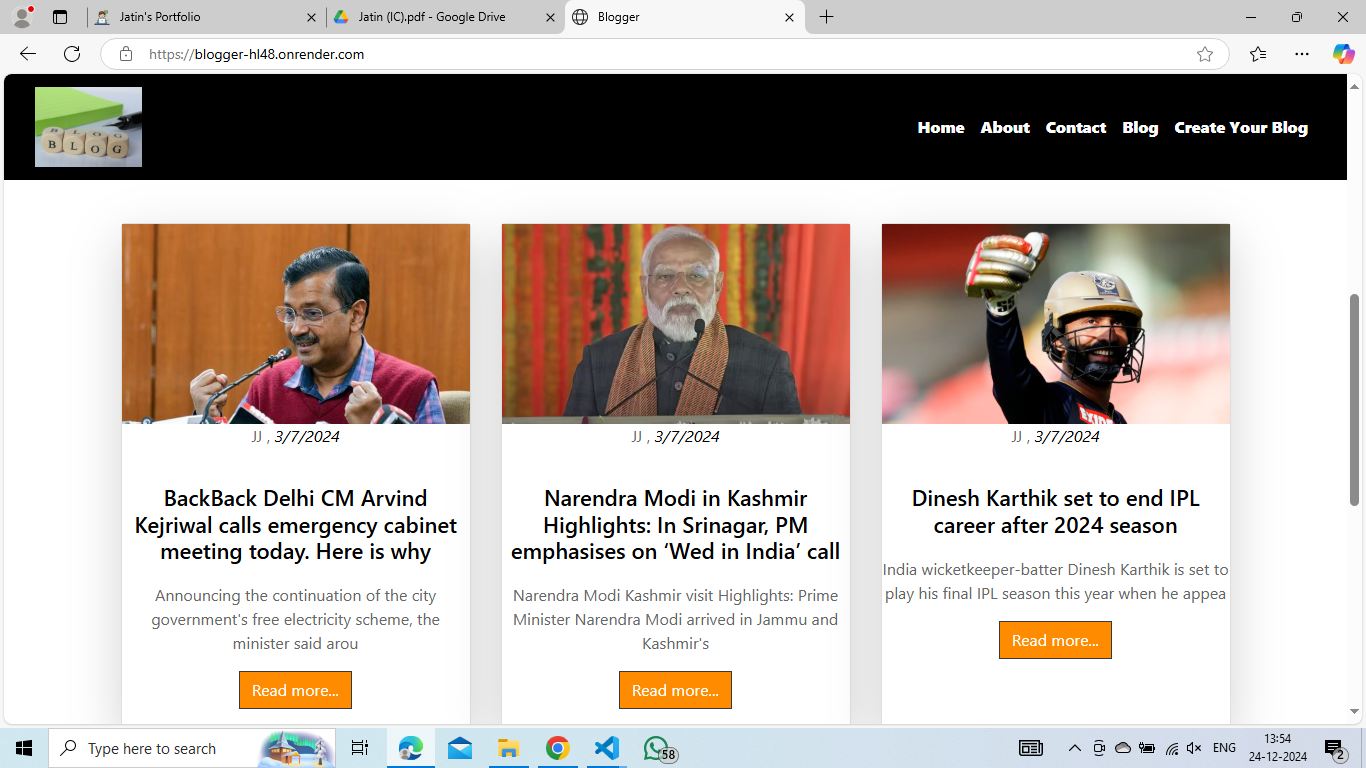 Jatin's Portfolio
Jatin (IC).pdf - Google Drive
Blogger
https://blogger-hl48.onrender.com
BLOG
BLOG
Home About Contact Blog Create Your Blog
JJ , 3/7/2024
BackBack Delhi CM Arvind
Kejriwal calls emergency cabinet
meeting today. Here is why
Announcing the continuation of the city
government's free electricity scheme, the
minister said arou
Read more...
JJ , 3/7/2024
Narendra Modi in Kashmir
Highlights: In Srinagar, PM
emphasises on ‘Wed in India’ call
Narendra Modi Kashmir visit Highlights: Prime
Minister Narendra Modi arrived in Jammu and
Kashmir's
Read more...
JJ , 3/7/2024
Dinesh Karthik set to end IPL
career after 2024 season
India wicketkeeper-batter Dinesh Karthik is set to
play his final IPL season this year when he appea
Read more...
Type here to search
58
ENG
13:54
24-12-2024
2